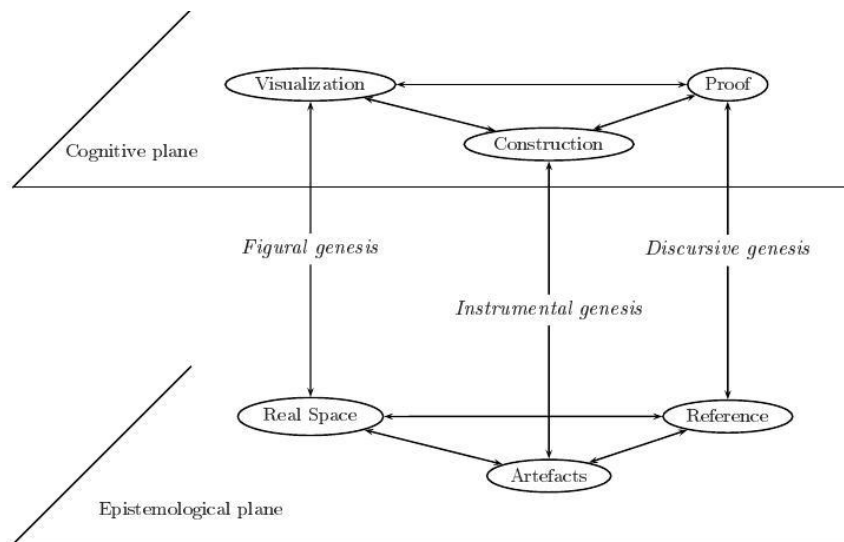 Visualization
Proof
Construction
Cognitive plane
Figural genesis
Discursive genesis
Instrumental genesis
Real Space
Reference
Artefacts
Epistemological plane